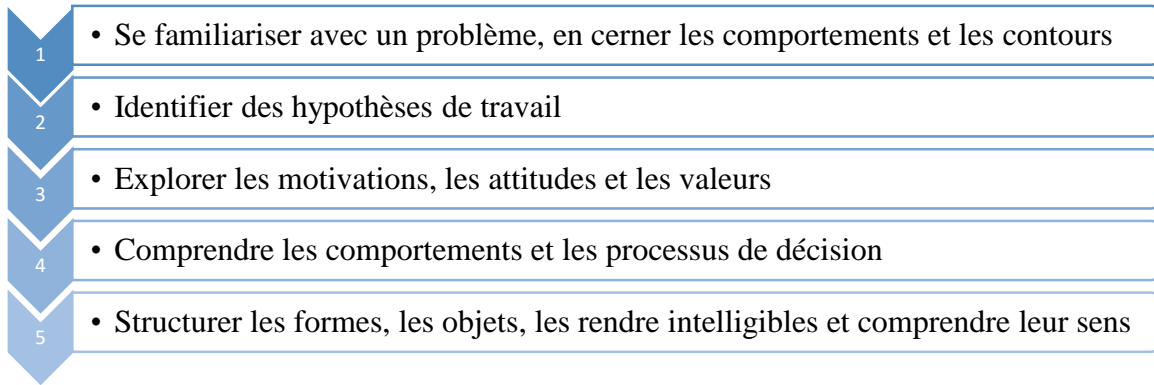 1 • Se familiariser avec un problème, en cerner les comportements et les contours
2 • Identifier des hypothèses de travail
3 • Explorer les motivations, les attitudes et les valeurs
4 • Comprendre les comportements et les processus de décision
5 • Structurer les formes, les objets, les rendre intelligibles et comprendre leur sens